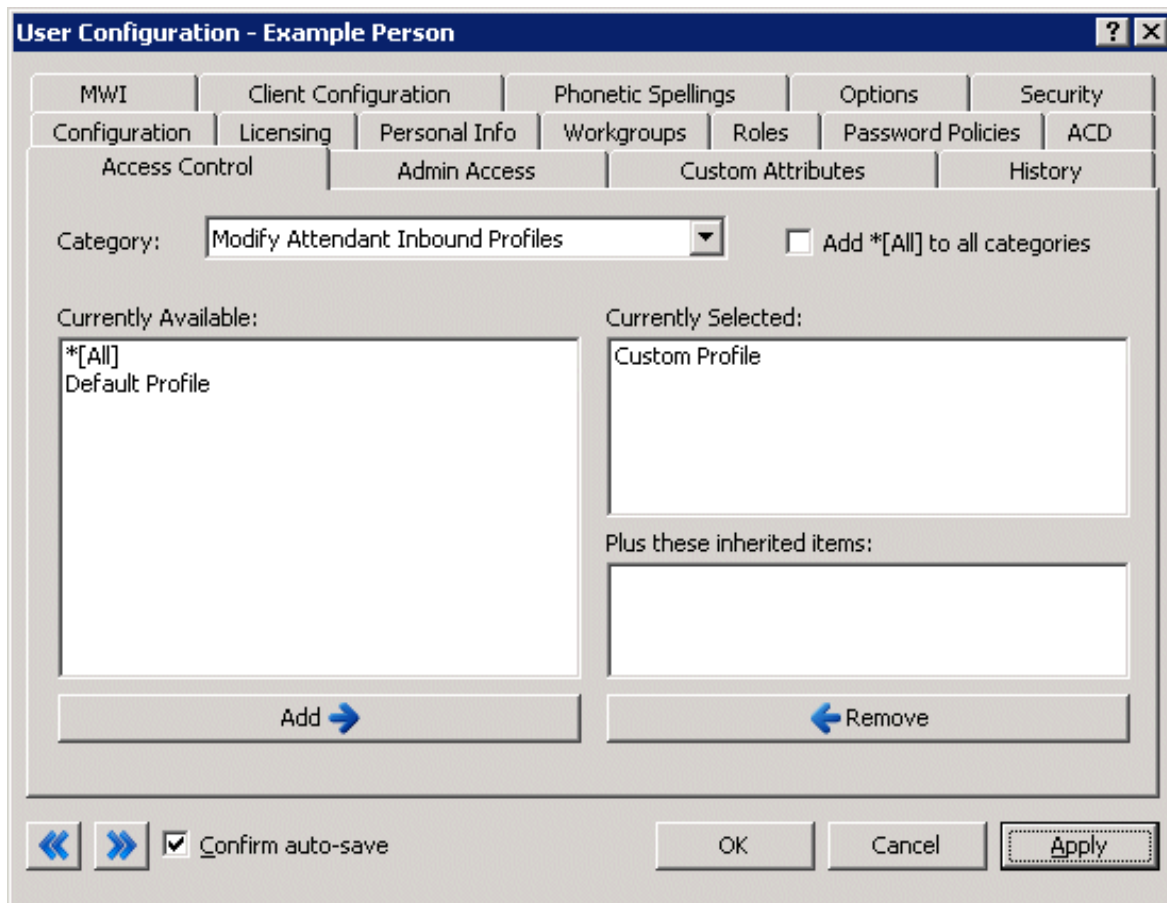 User Configuration - Example Person
MWI Client Configuration Phonetic Spellings Options Security
Configuration Licensing Personal Info Workgroups Roles Password Policies ACD
Access Control Admin Access Custom Attributes History
Category: Modify Attendant Inbound Profiles Add *[All] to all categories
Currently Available:
*[All]
Default Profile
Add
Currently Selected:
Custom Profile
Plus these inherited items:
Remove
Confirm auto-save OK Cancel Apply